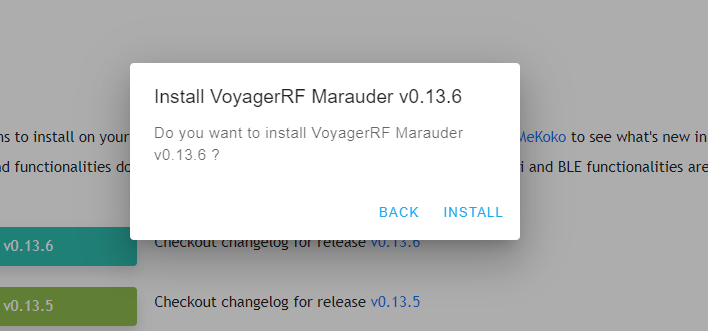 Install VoyagerRF Marauder v0.13.6
Do you want to install VoyagerRF Marauder
v0.13.6 ?
BACK INSTALL
ns to install on your MeKoko to see what's new in
nd functionalities do i and BLE functionalities are
v0.13.6 Checkout changelog for release v0.13.6
v0.13.5 Checkout changelog for release v0.13.5